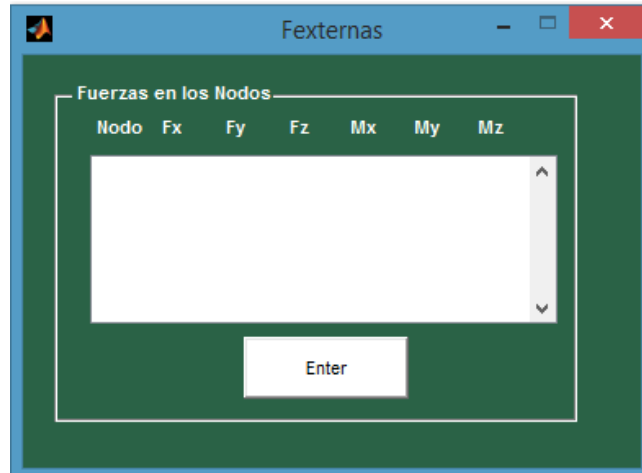 Fexternas
Fuerzas en los Nodos
Nodo Fx Fy Fz Mx My Mz
Enter